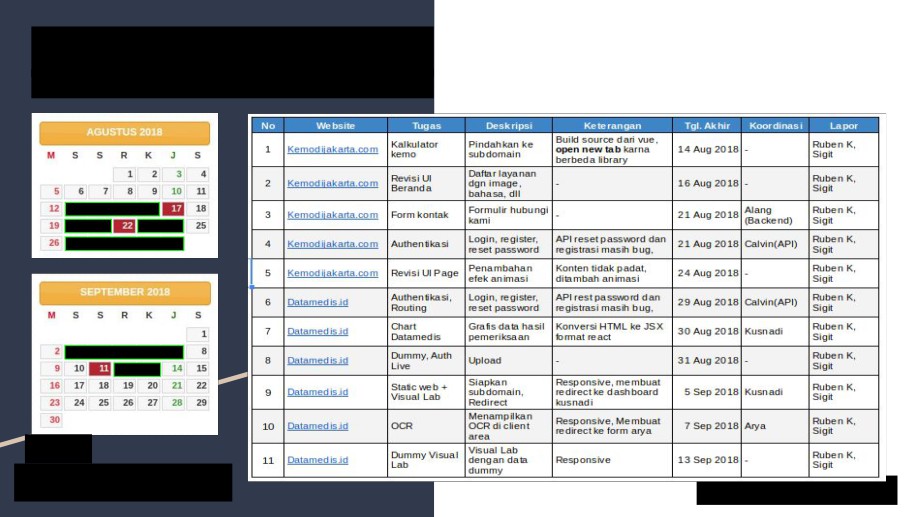 AGUSTUS 2018
M S S R K J S
1 2 3 4
5 6 7 8 9 10 11
12 17 18
19 22 25
26
SEPTEMBER 2018
M S S R K J S
1
2 8
9 10 11 14 15
16 17 18 19 20 21 22
23 24 25 26 27 28 29
30
No Website Tugas Deskripsi Keterangan Tgl. Akhir Koordinasi Lapor
1 Kemodijakarta.com Kalkulator kemo Pindahkan ke subdomain Build source dari vue, open new tab karna berbeda library 14 Aug 2018 - Ruben K, Sigit
2 Kemodijakarta.com Revisi UI Beranda Daftar layanan dgn image, bahasa, dll - 16 Aug 2018 - Ruben K, Sigit
3 Kemodijakarta.com Form kontak Formulir hubungi kami - 21 Aug 2018 Alang (Backend) Ruben K, Sigit
4 Kemodijakarta.com Authentikasi Login, register, reset password API reset password dan registrasi masih bug, 21 Aug 2018 Calvin(API) Ruben K, Sigit
5 Kemodijakarta.com Revisi UI Page Penambahan efek animasi Konten tidak padat, ditambah animasi 24 Aug 2018 - Ruben K, Sigit
6 Datamedis.id Authentikasi, Routing Login, register, reset password API rest password dan registrasi masih bug, 29 Aug 2018 Calvin(API) Ruben K, Sigit
7 Datamedis.id Chart Datamedis Grafis data hasil pemeriksaan Konversi HTML ke JSX format react 30 Aug 2018 Kusnadi Ruben K, Sigit
8 Datamedis.id Dummy, Auth Live Upload - 31 Aug 2018 - Ruben K, Sigit
9 Datamedis.id Static web + Visual Lab Siapkan subdomain, Redirect Responsive, membuat redirect ke dashboard kusnadi 5 Sep 2018 Kusnadi Ruben K, Sigit
10 Datamedis.id OCR Menampilkan OCR di client area Responsive, Membuat redirect ke form arya 7 Sep 2018 Arya Ruben K, Sigit
11 Datamedis.id Dummy Visual Lab Visual Lab dengan data dummy Responsive 13 Sep 2018 - Ruben K, Sigit